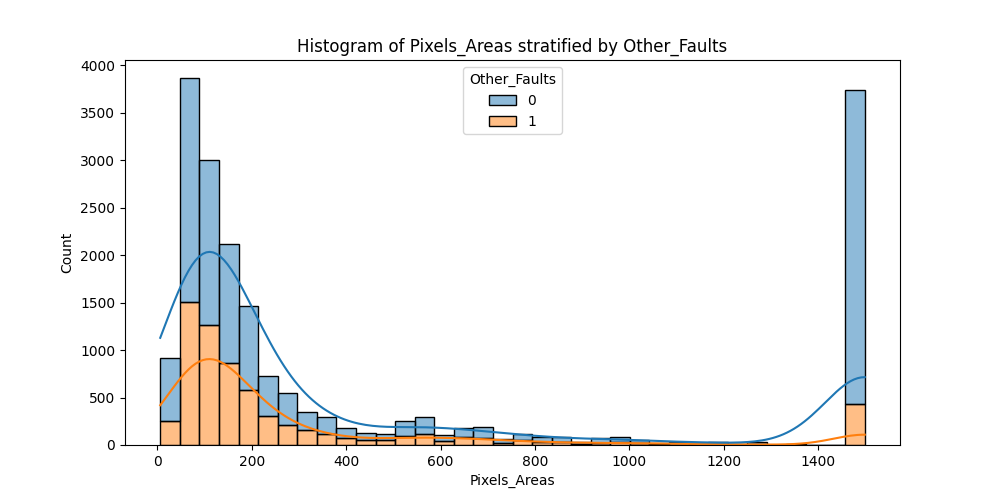 Histogram of Pixels_Areas stratified by Other_Faults
4000
3500
3000
2500
2000
1500
1000
500
0
Count
Other_Faults
0
1
0 200 400 600 800 1000 1200 1400
Pixels_Areas